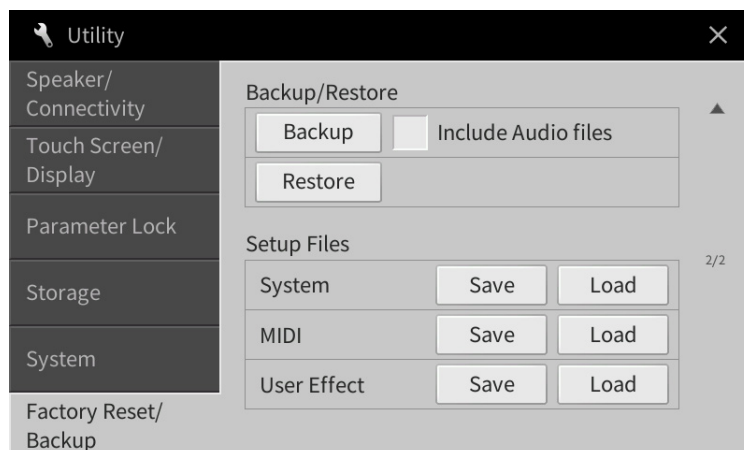 Utility
Speaker/
Connectivity
Touch Screen/
Display
Parameter Lock
Storage
System
Factory Reset/
Backup
Backup/Restore
Backup
Include Audio files
Restore
Setup Files
System Save Load
MIDI Save Load
User Effect Save Load
2/2